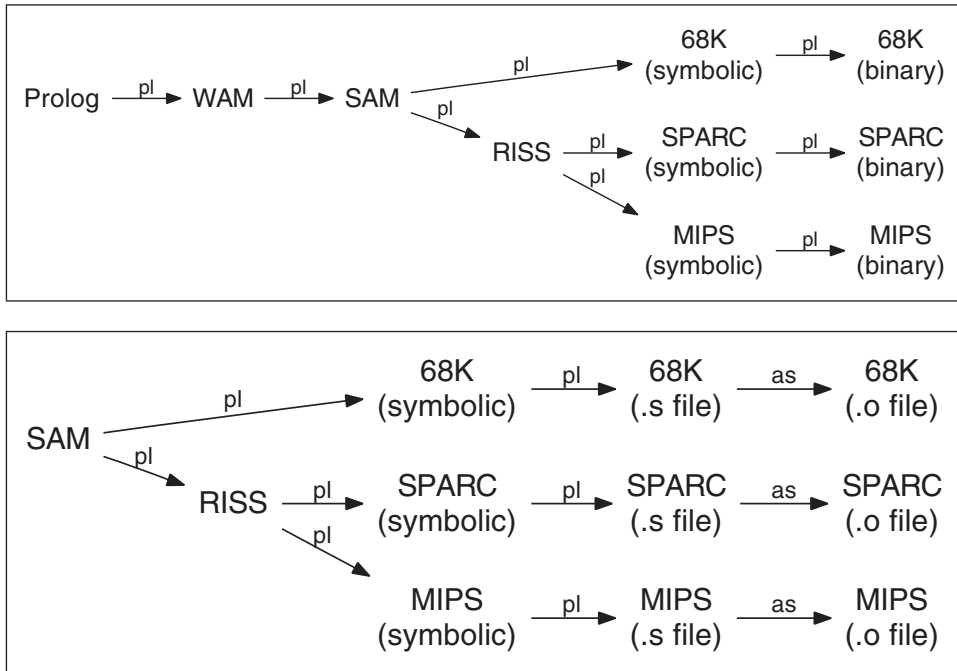 68K
(symbolic)
pl
68K
(binary)
pl
Prolog
pl
WAM
pl
SAM
pl
RISS
pl
SPARC
(symbolic)
pl
SPARC
(binary)
pl
MIPS
(symbolic)
pl
MIPS
(binary)
68K
(symbolic)
pl
68K
(.s file)
as
68K
(.o file)
pl
SAM
pl
RISS
pl
SPARC
(symbolic)
pl
SPARC
(.s file)
as
SPARC
(.o file)
pl
MIPS
(symbolic)
pl
MIPS
(.s file)
as
MIPS
(.o file)